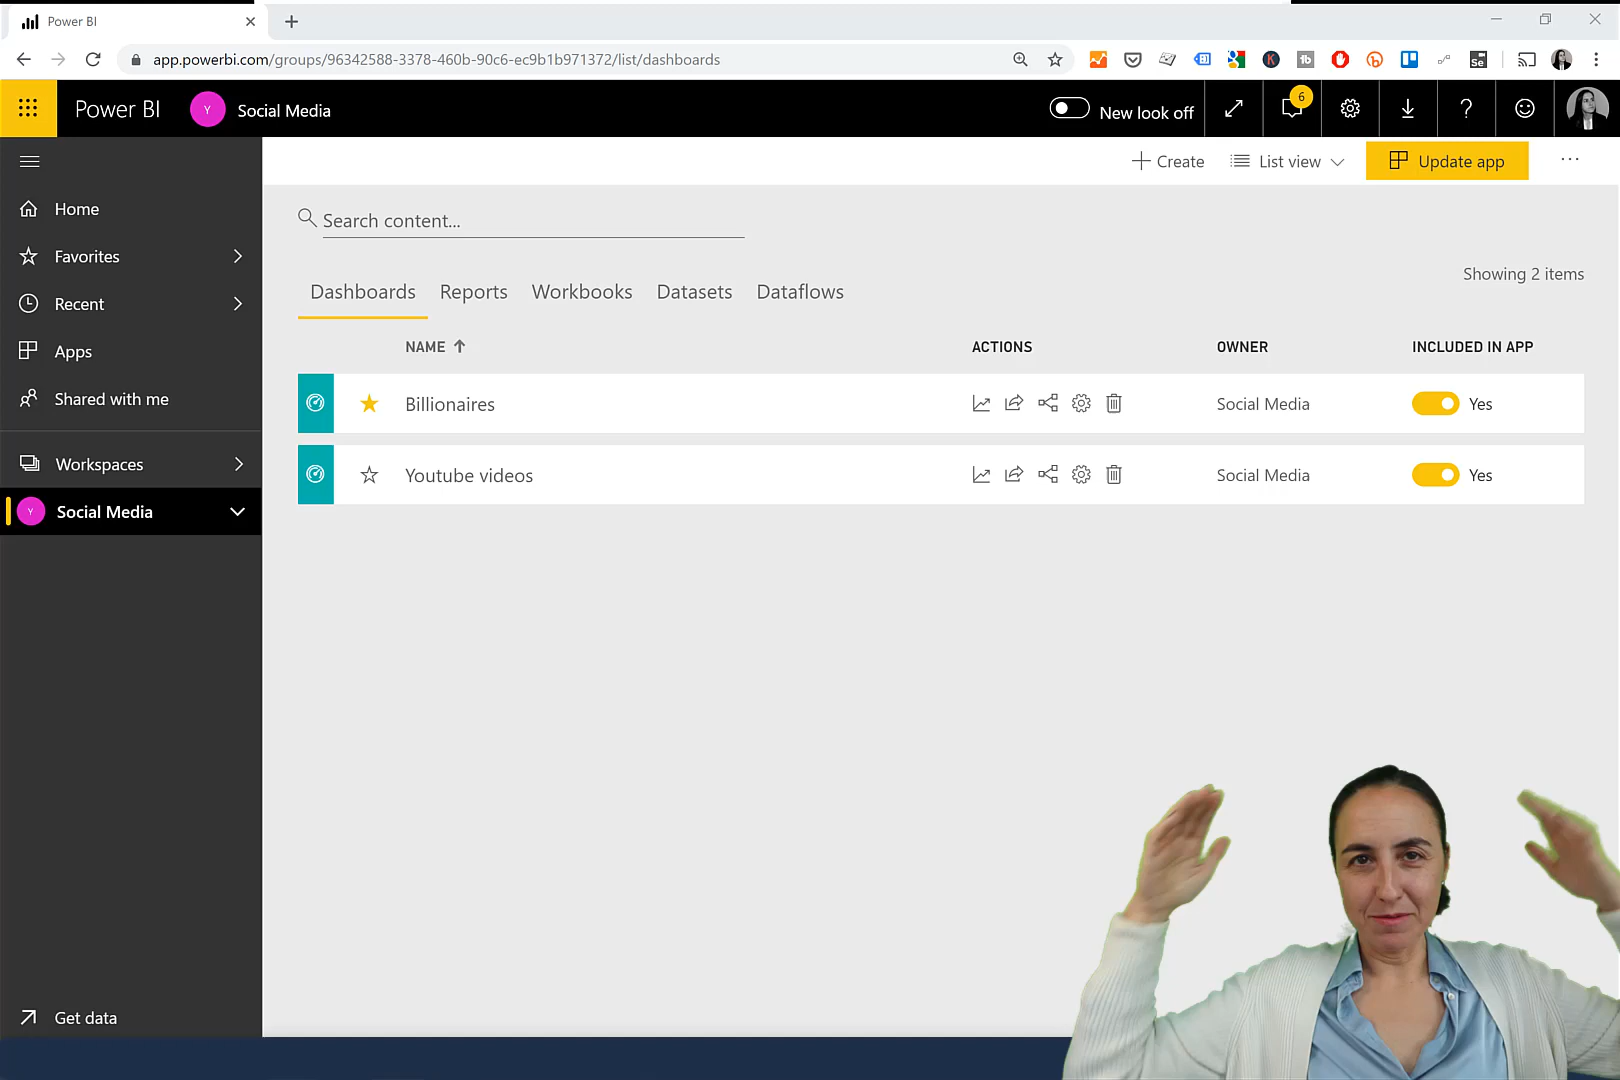 Power BI
app.powerbi.com/groups/96342588-3378-460b-90c6-ec9b1b971372/list/dashboards
Power BI Y Social Media New look off 6
Create List view Update app
Home
Favorites
Recent
Apps
Shared with me
Workspaces
Y Social Media
Get data
Search content...
Showing 2 items
Dashboards Reports Workbooks Datasets Dataflows
NAME ACTIONS OWNER INCLUDED IN APP
Billionaires Social Media Yes
Youtube videos Social Media Yes